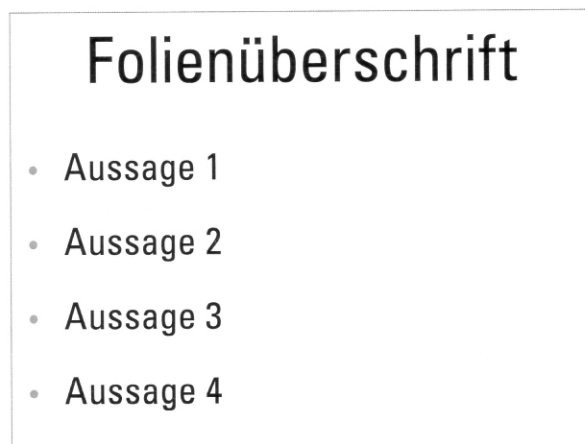 Folienüberschrift
• Aussage 1
• Aussage 2
• Aussage 3
• Aussage 4